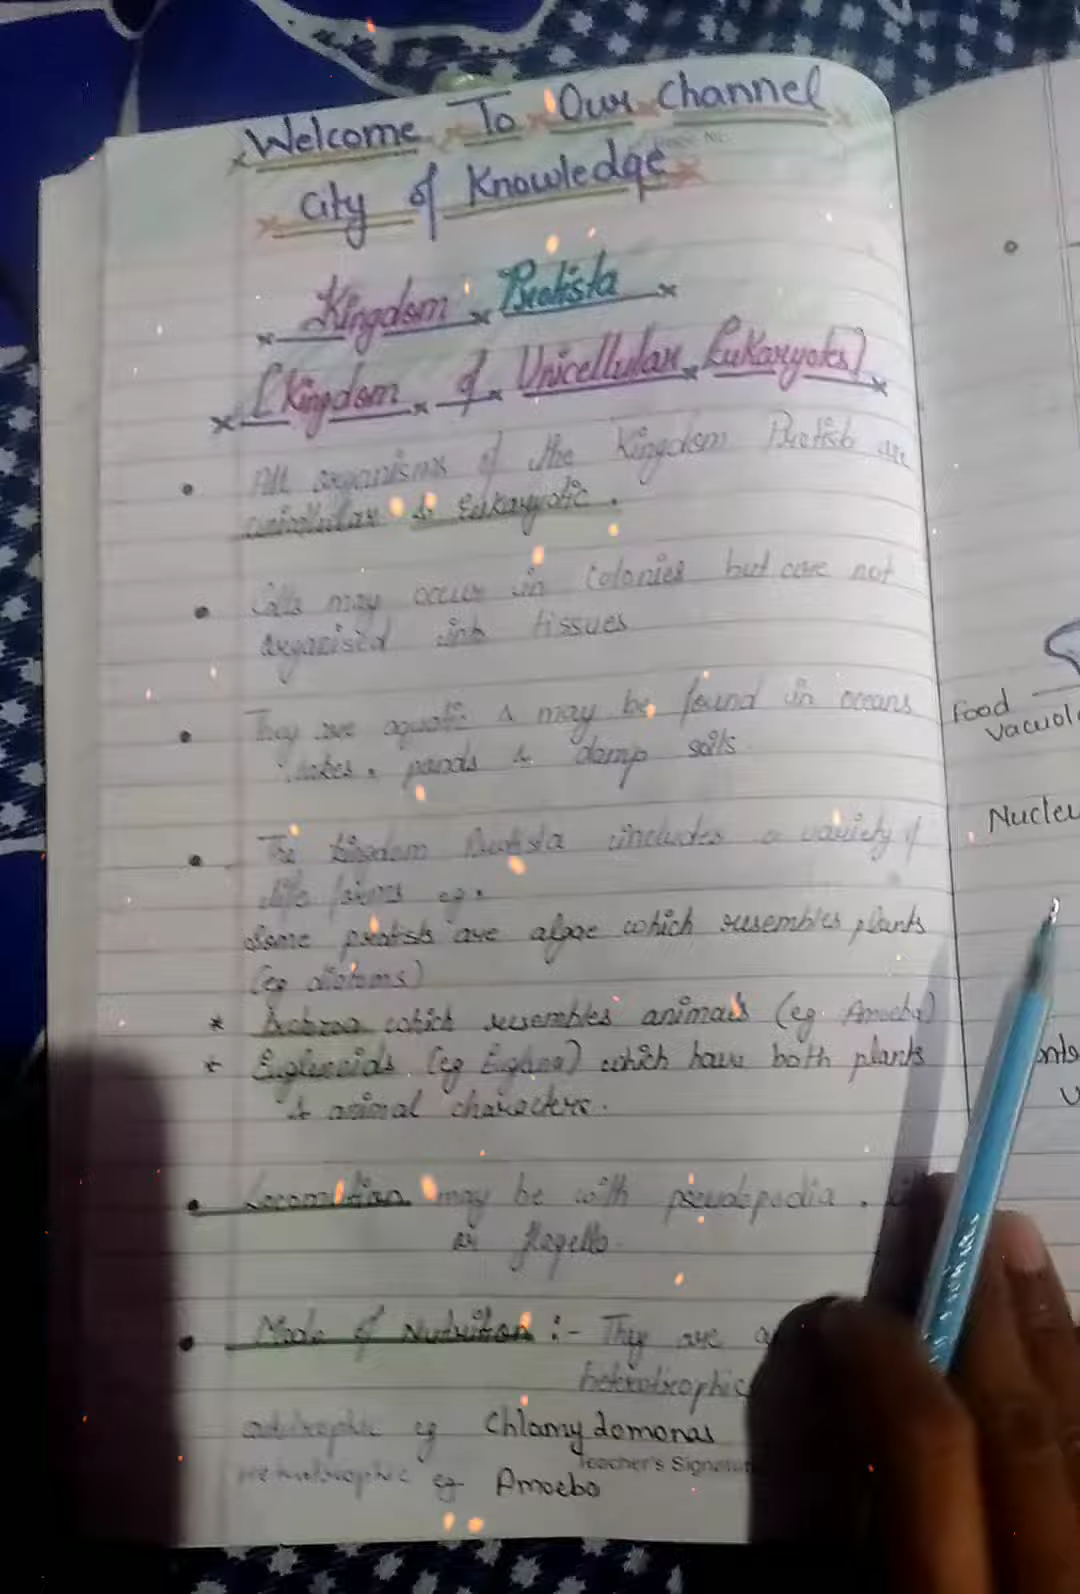 Welcome To Our Channel
City of Knowledge
Kingdom Protista
(Kingdom of Unicellular Eukaryotes)
All organisms of the Kingdom Protista are
unicellular & Eukaryotic.
Cells may occur in colonies but are not
organised into tissues
They are aquatic & may be found in oceans
lakes, ponds & damp soils
The Kingdom Protista includes a variety of
life forms eg.
Some protists are algae which resembles plants
(eg diatoms)
* which resembles animals (eg. Amoeba)
* Euglenoids (eg Euglena) which have both plants
& animal characters.
Locomotion may be with pseudopodia,
or flagella.
Mode of Nutrition :- They are
heterotrophic
autotrophic eg Chlamydomonas
Teacher's Signatu
heterotrophic eg Amoeba
Food
Vacuol
Nucleu